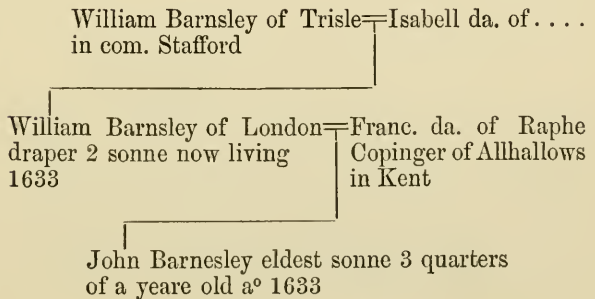 William Barnsley of Trisle=Isabell da. of . . . .
in com. Stafford
William Barnsley of London=Franc. da. of Raphe
draper 2 sonne now living Copinger of Allhallows
1633 in Kent
John Barnesley eldest sonne 3 quarters
of a yeare old aº 1633